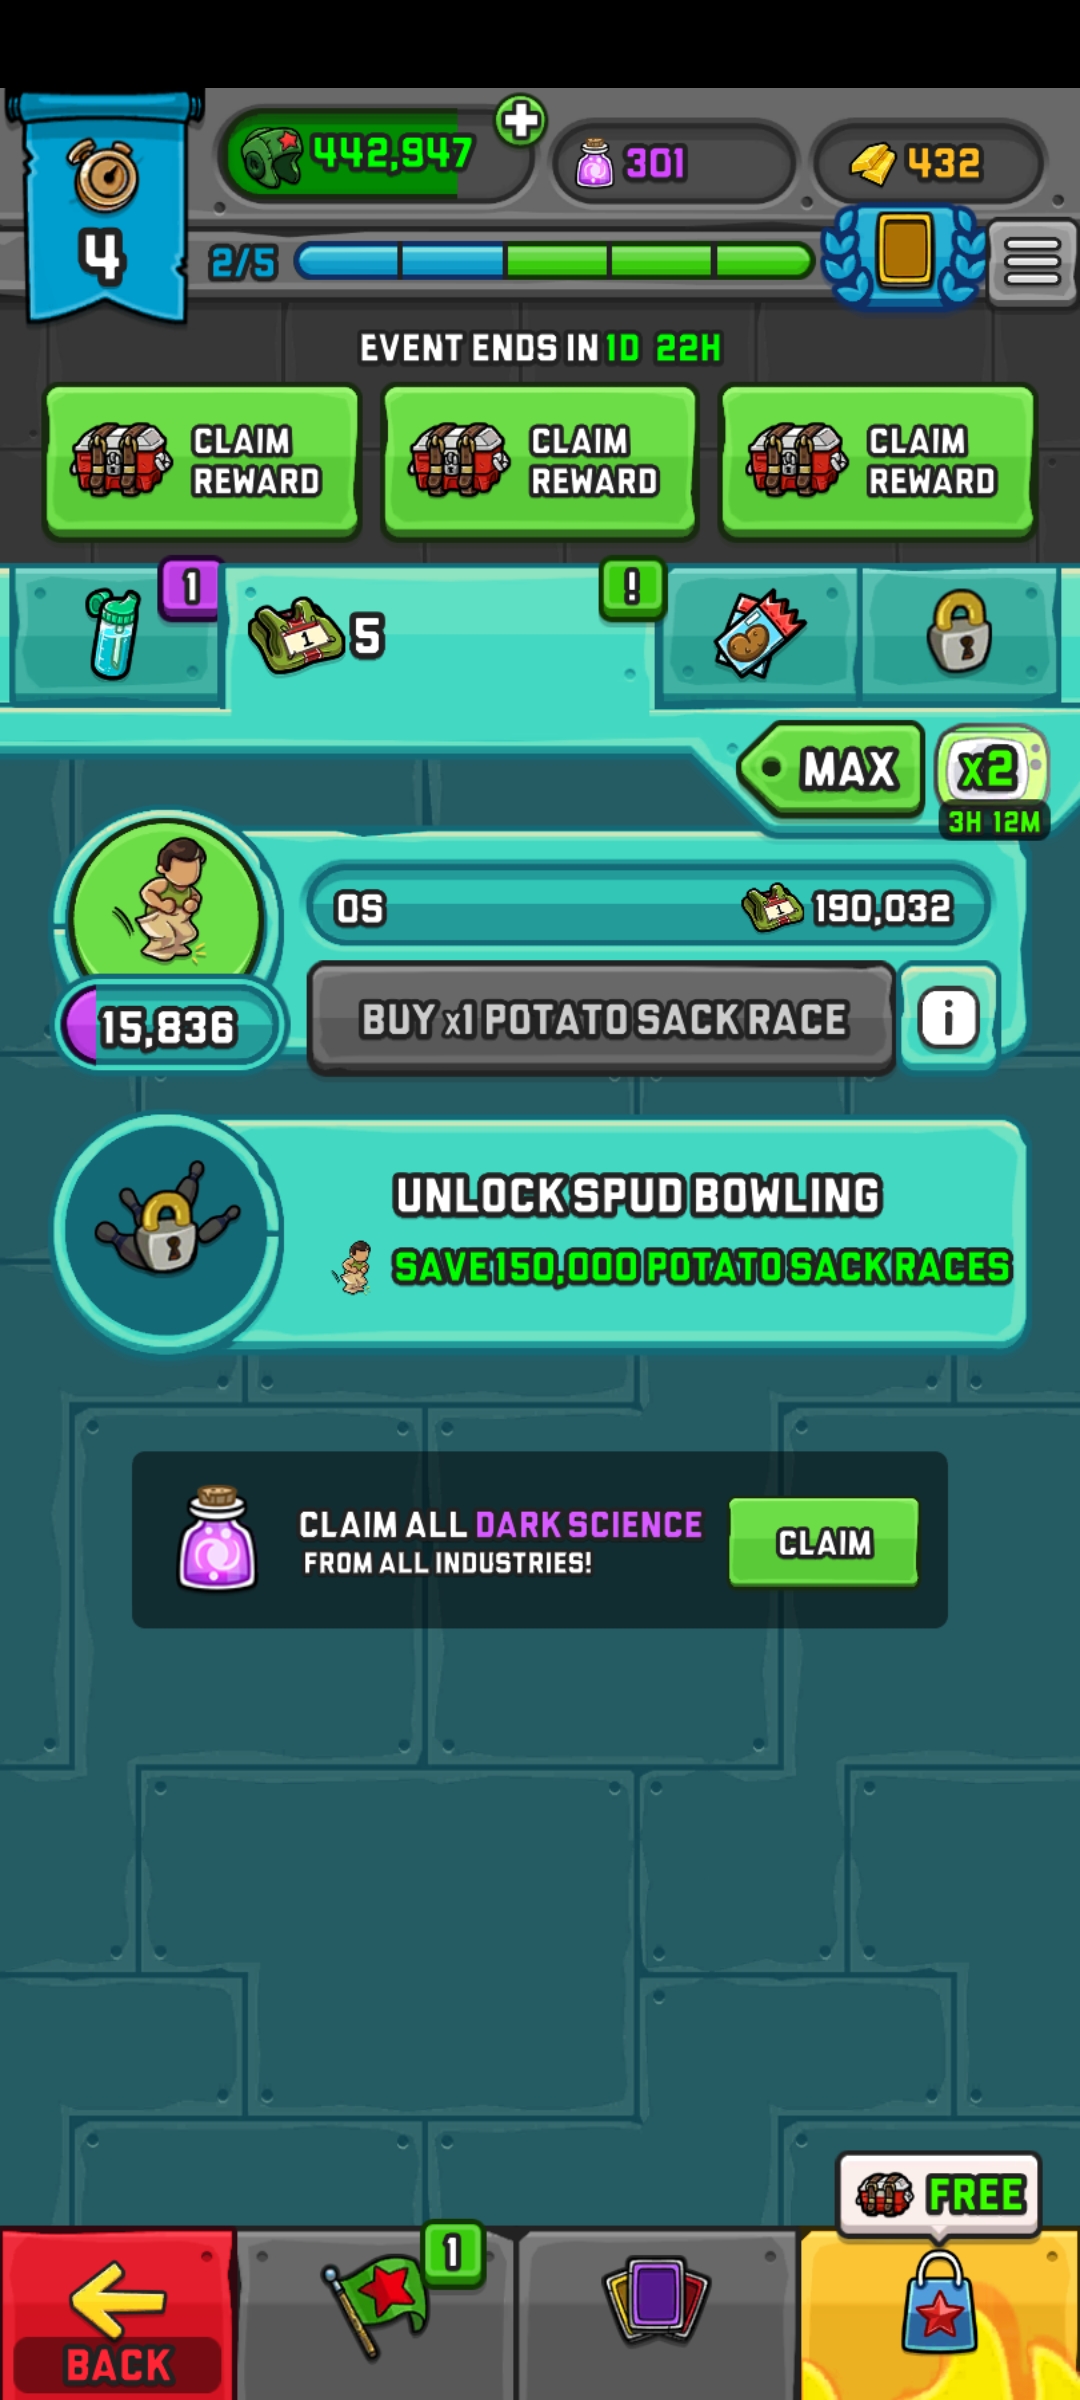 442,947
301
432
4
2/5
EVENT ENDS IN 1D 22H
CLAIM REWARD
CLAIM REWARD
CLAIM REWARD
1
1
5
!
MAX
x2
3H 12M
0S
1
190,032
15,836
BUY x1 POTATO SACK RACE
i
UNLOCK SPUD BOWLING
SAVE 150,000 POTATO SACK RACES
CLAIM ALL DARK SCIENCE
FROM ALL INDUSTRIES!
CLAIM
FREE
1
BACK